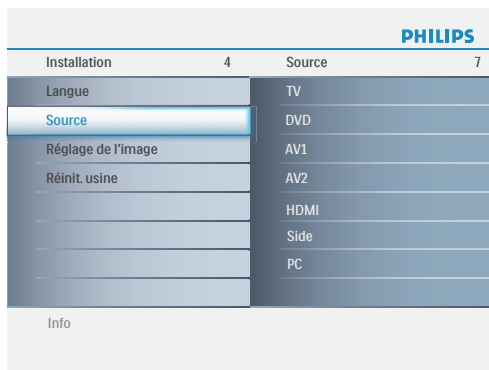 PHILIPS
Installation 4 Source 7
Langue TV
Source DVD
Réglage de l'image AV1
Réinit. usine AV2
HDMI
Side
PC
Info